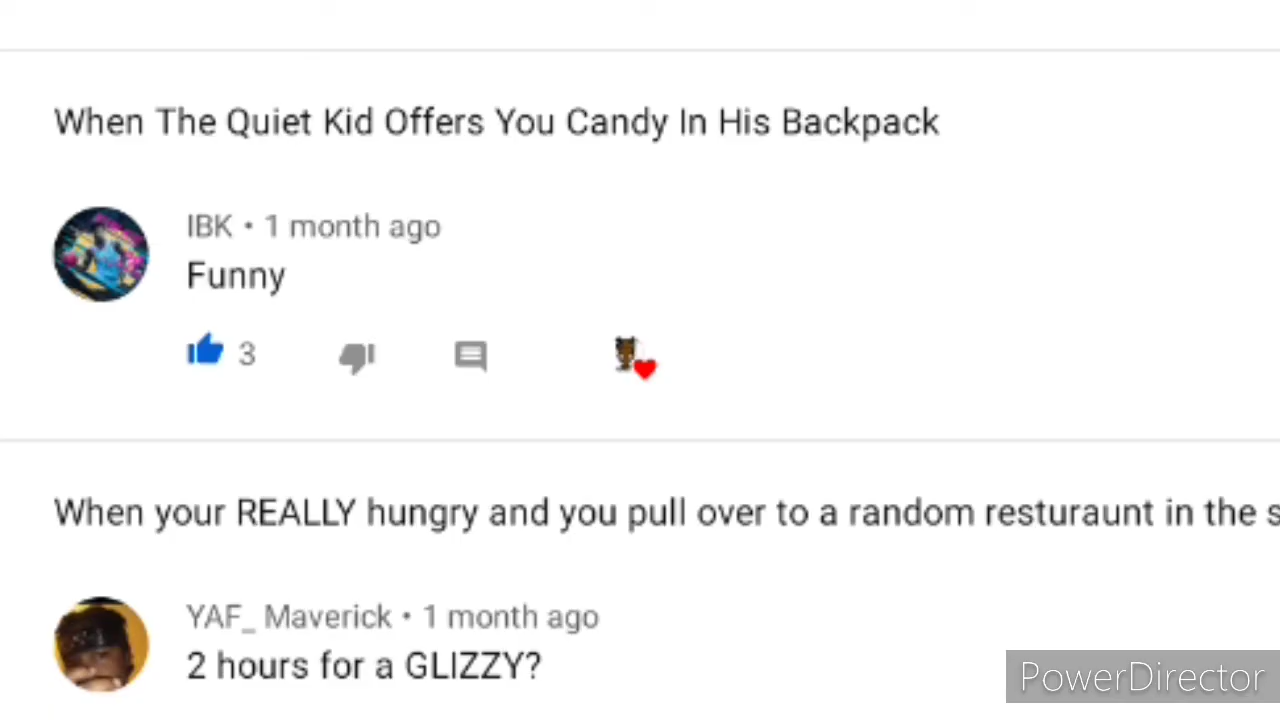 When The Quiet Kid Offers You Candy In His Backpack
IBK • 1 month ago
Funny
3
When your REALLY hungry and you pull over to a random resturaunt in the s
YAF_ Maverick • 1 month ago
2 hours for a GLIZZY?
PowerDirector